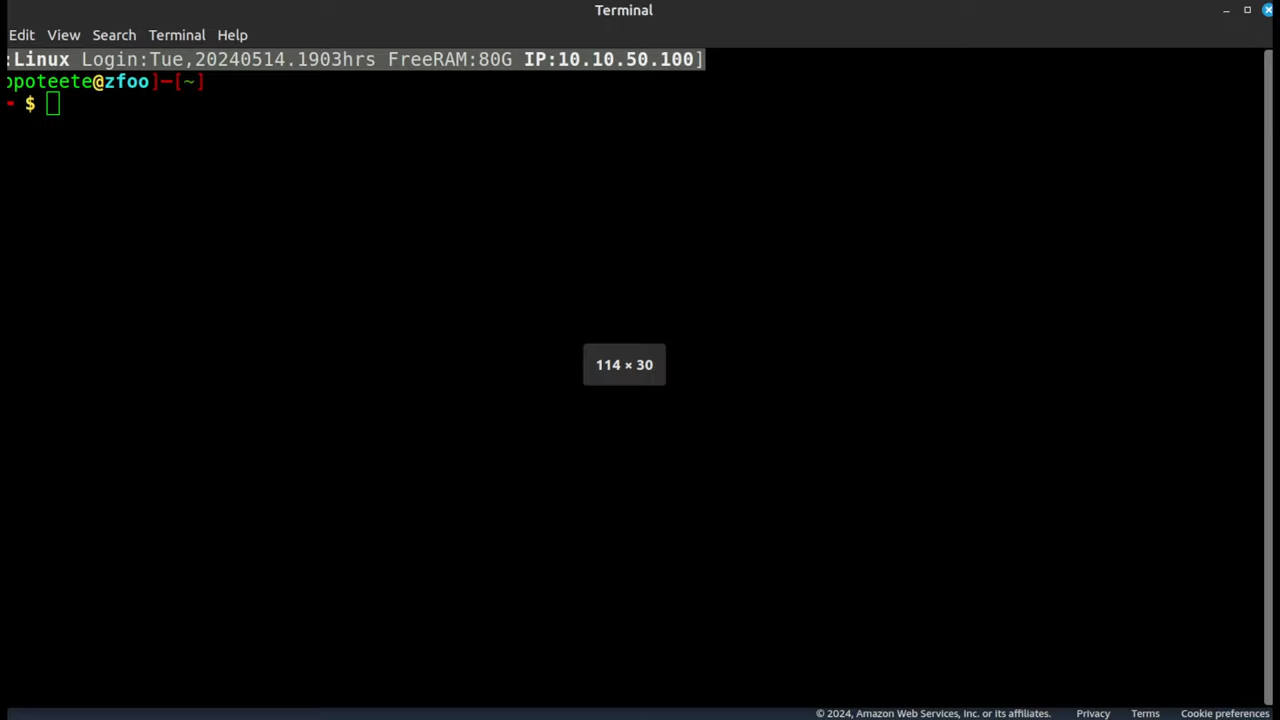 Terminal
Edit View Search Terminal Help
:Linux Login:Tue,20240514.1903hrs FreeRAM:80G IP:10.10.50.100]
opoteete@zfoo]─[~]
$
114 × 30
© 2024, Amazon Web Services, Inc. or its affiliates. Privacy Terms Cookie preferences